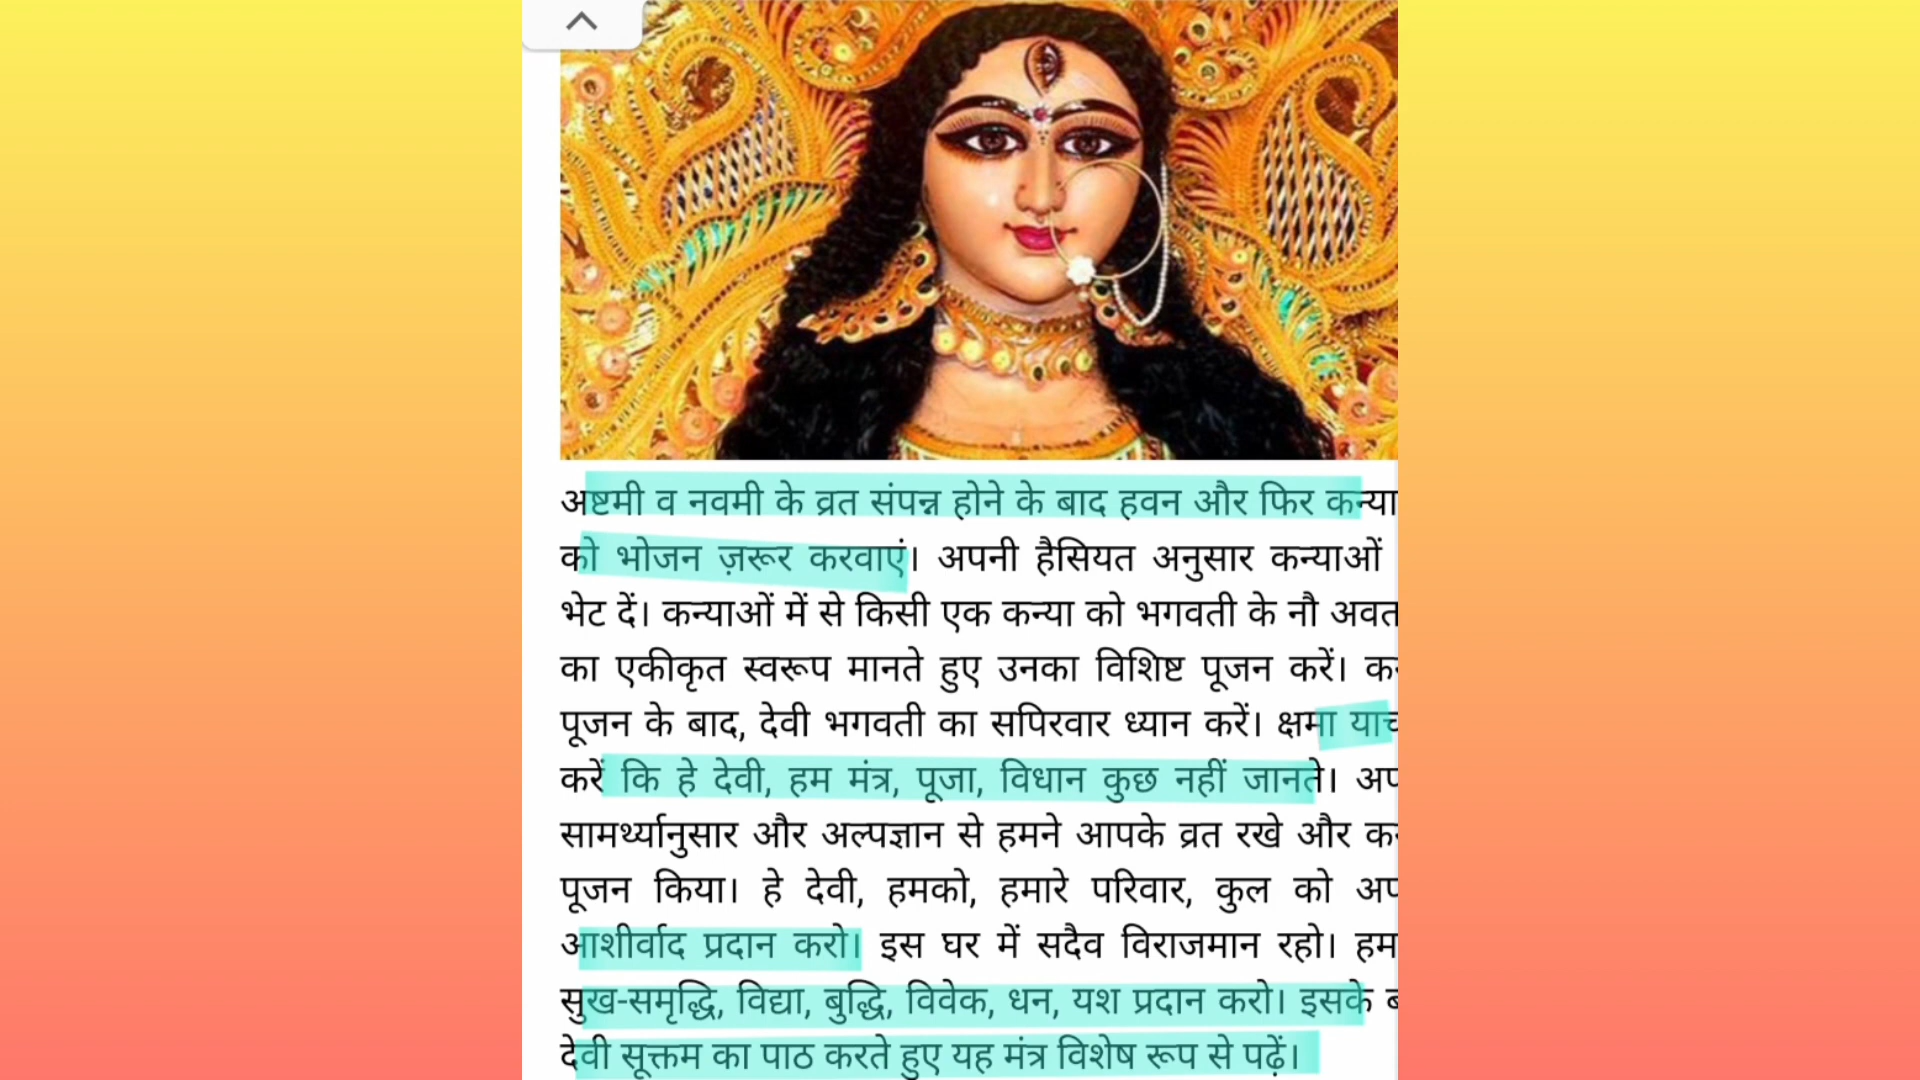 अष्टमी व नवमी के व्रत संपन्न होने के बाद हवन और फिर कन्या
को भोजन ज़रूर करवाएं। अपनी हैसियत अनुसार कन्याओं
भेट दें। कन्याओं में से किसी एक कन्या को भगवती के नौ
का एकीकृत स्वरूप मानते हुए उनका विशिष्ट पूजन करें।
पूजन के बाद, देवी भगवती का सपिरवार ध्यान करें। क्षमा
करें कि हे देवी, हम मंत्र, पूजा, विधान कुछ नहीं जानते।
सामर्थ्यानुसार और अल्पज्ञान से हमने आपके व्रत रखे और
पूजन किया। हे देवी, हमको, हमारे परिवार, कुल को
आशीर्वाद प्रदान करो। इस घर में सदैव विराजमान रहो।
सुख-समृद्धि, विद्या, बुद्धि, विवेक, धन, यश प्रदान करो। इसके
देवी सूक्तम का पाठ करते हुए यह मंत्र विशेष रूप से पढ़ें।